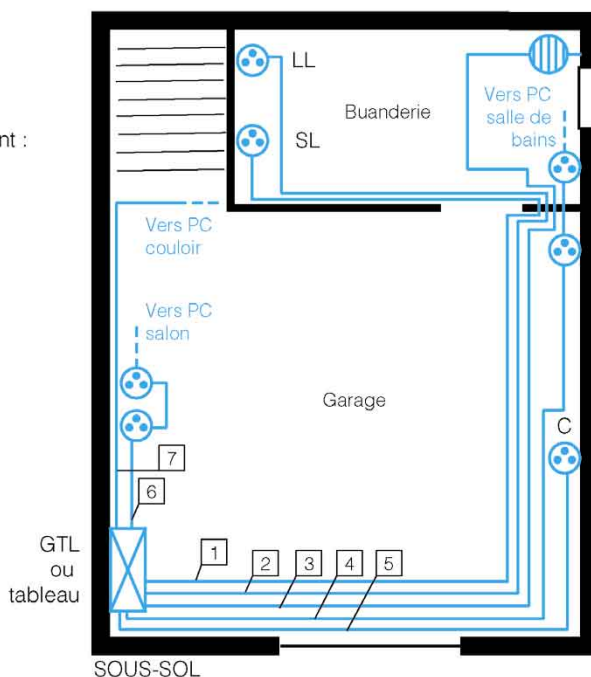 nt :
LL
SL
Buanderie
Vers PC
salle de
bains
Vers PC
couloir
Vers PC
salon
Garage
C
7
6
GTL
ou
tableau
1
2
3
4
5
SOUS-SOL